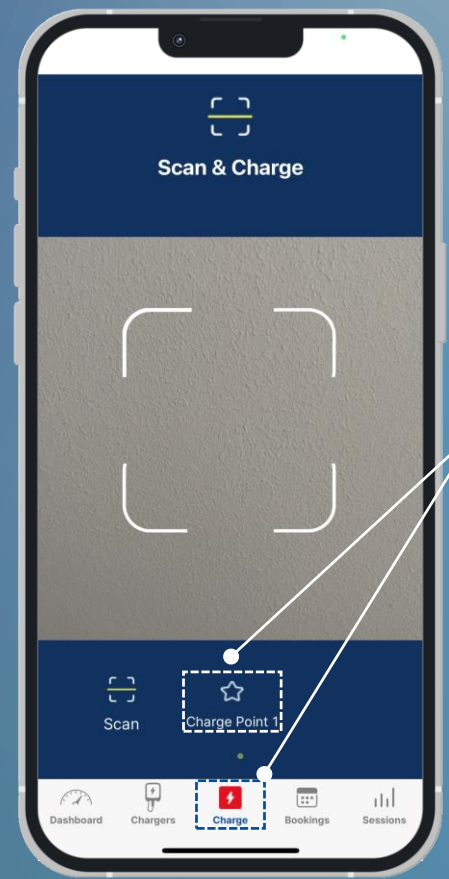 Scan & Charge
Scan
Charge Point 1
Dashboard
Chargers
Charge
Bookings
Sessions